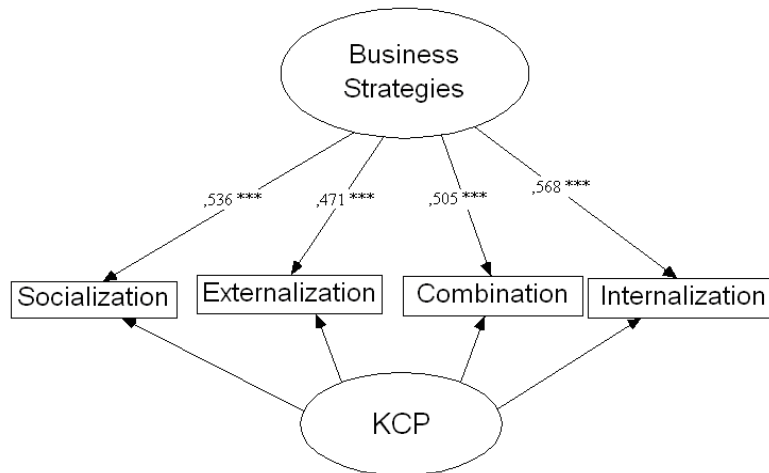 Business
Strategies
,536 ***
,471 ***
,505 ***
,568 ***
Socialization
Externalization
Combination
Internalization
KCP